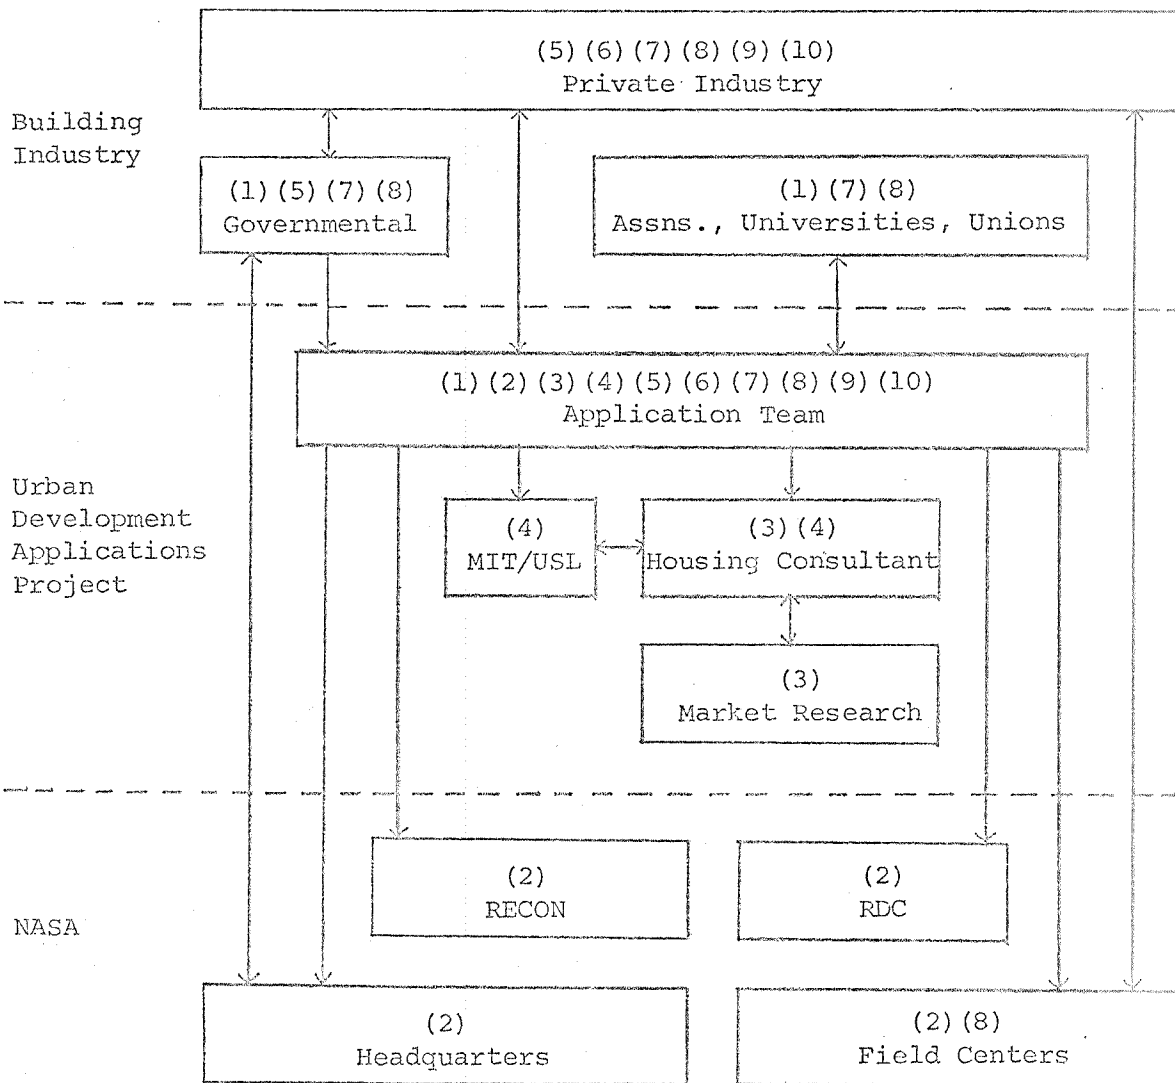 (5) (6) (7) (8) (9) (10)
Private Industry
Building
Industry
(1) (5) (7) (8)
Governmental
(1) (7) (8)
Assns., Universities, Unions
(1) (2) (3) (4) (5) (6) (7) (8) (9) (10)
Application Team
Urban
Development
Applications
Project
(4)
MIT/USL
(3) (4)
Housing Consultant
(3)
Market Research
NASA
(2)
RECON
(2)
RDC
(2)
Headquarters
(2) (8)
Field Centers